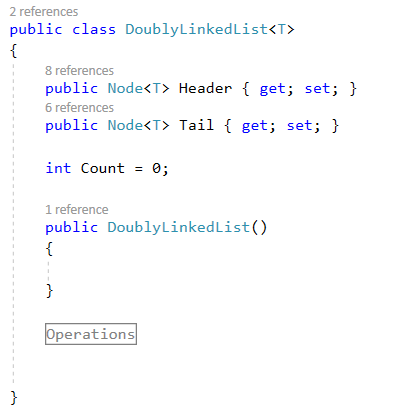 2 references
public class DoublyLinkedList<T>
{
8 references
public Node<T> Header { get; set; }
6 references
public Node<T> Tail { get; set; }
int Count = 0;
1 reference
public DoublyLinkedList()
{
}
Operations
}